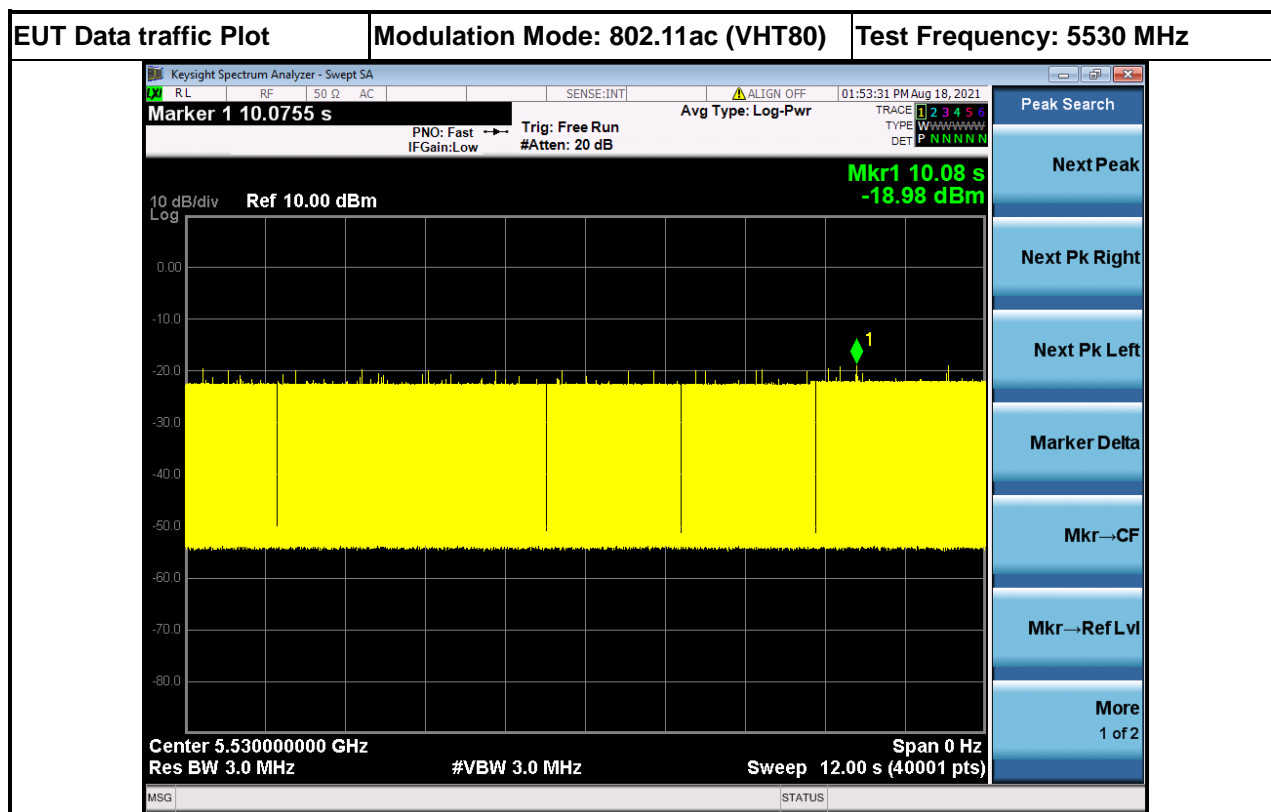 EUT Data traffic Plot Modulation Mode: 802.11ac (VHT80) Test Frequency: 5530 MHz
Keysight Spectrum Analyzer - Swept SA
LXI RL RF 50 Ω AC SENSE:INT ALIGN OFF 01:53:31 PM Aug 18, 2021
Marker 1 10.0755 s
PNO: Fast
IFGain:Low
Trig: Free Run
#Atten: 20 dB
Avg Type: Log-Pwr
TRACE 1 2 3 4 5 6
TYPE WWWWWW
DET P N N N N N
Mkr1 10.08 s
-18.98 dBm
10 dB/div Ref 10.00 dBm
Log
0.00
-10.0
-20.0
-30.0
-40.0
-50.0
-60.0
-70.0
-80.0
1
Center 5.530000000 GHz Span 0 Hz
Res BW 3.0 MHz #VBW 3.0 MHz Sweep 12.00 s (40001 pts)
MSG STATUS
Peak Search
Next Peak
Next Pk Right
Next Pk Left
Marker Delta
Mkr→CF
Mkr→Ref Lvl
More
1 of 2